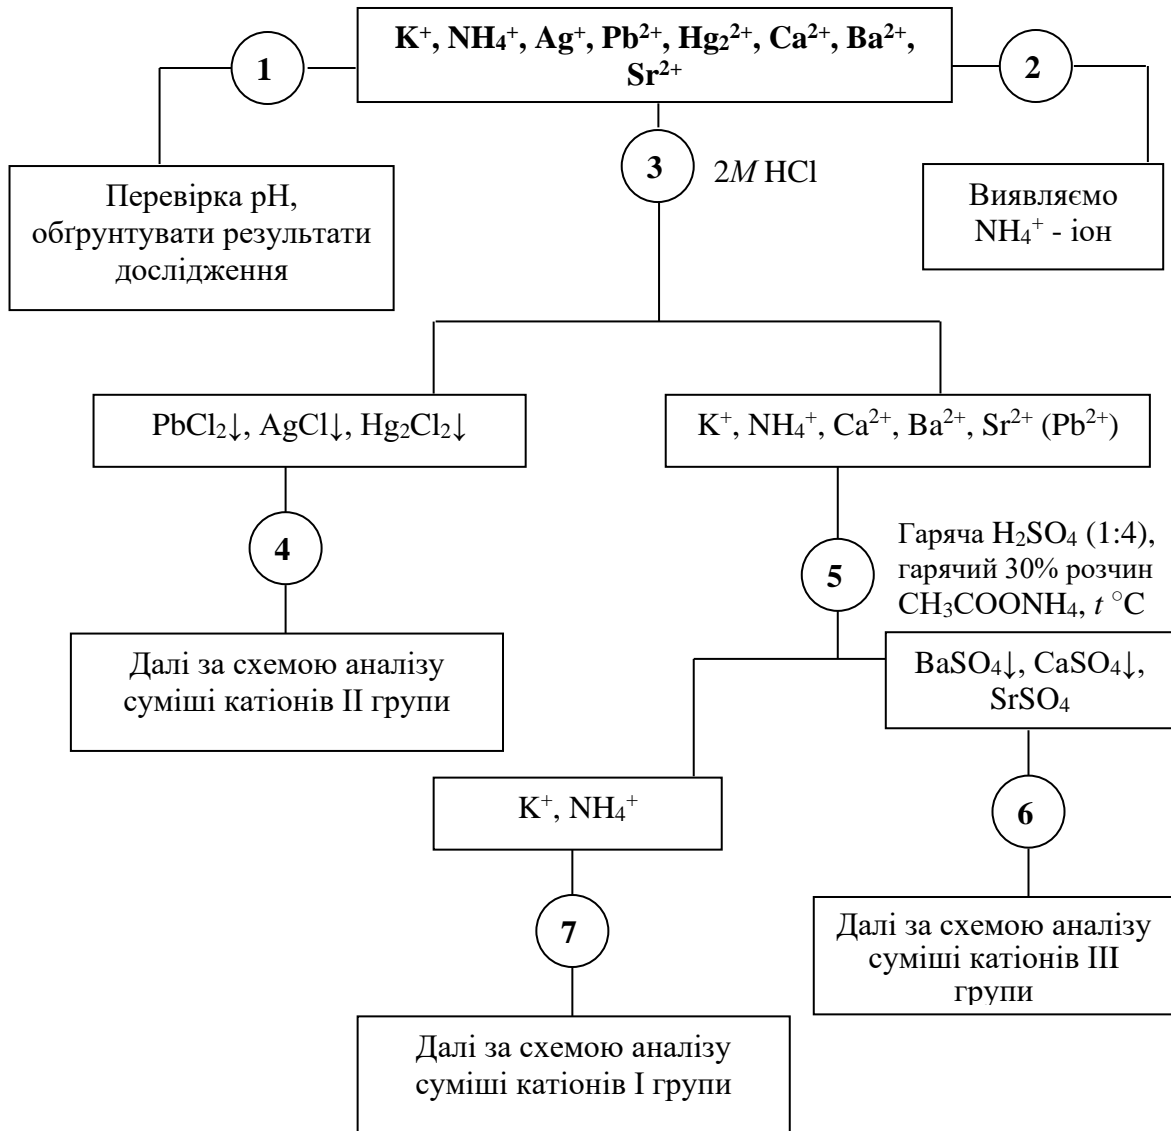 K⁺, NH₄⁺, Ag⁺, Pb²⁺, Hg₂²⁺, Ca²⁺, Ba²⁺,
Sr²⁺
1
2
3
2M HCl
Перевірка pH,
обґрунтувати результати
дослідження
Виявляємо
NH₄⁺ - іон
PbCl₂↓, AgCl↓, Hg₂Cl₂↓
K⁺, NH₄⁺, Ca²⁺, Ba²⁺, Sr²⁺ (Pb²⁺)
4
5
Гаряча H₂SO₄ (1:4),
гарячий 30% розчин
CH₃COONH₄, t °C
Далі за схемою аналізу
суміші катіонів II групи
BaSO₄↓, CaSO₄↓,
SrSO₄
K⁺, NH₄⁺
6
7
Далі за схемою аналізу
суміші катіонів III
групи
Далі за схемою аналізу
суміші катіонів I групи